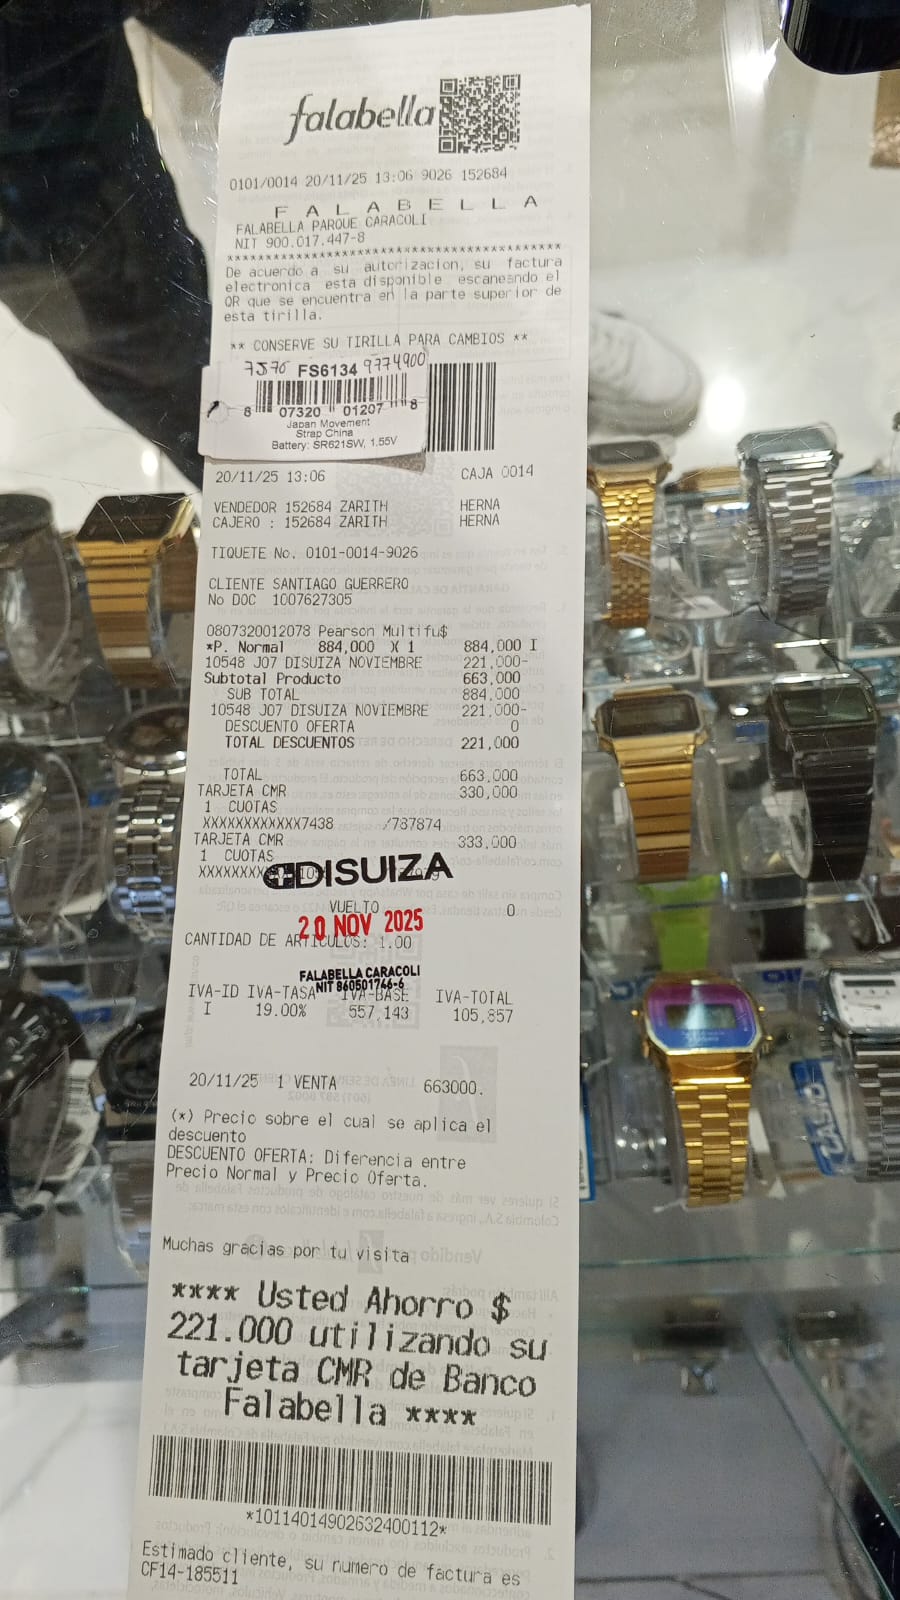 falabella
0101/0014 20/11/25 13:06 9026 152684
F A L A B E L L A
FALABELLA PARQUE CARACOLI
NIT 900.017.447-8
****************************************
De acuerdo a su autorizacion, su factura
electronica esta disponible escaneando el
QR que se encuentra en la parte superior de
esta tirilla.
** CONSERVE SU TIRILLA PARA CAMBIOS **
7576 FS6134 9774900
8 07320 01207 8
Japan Movement
Strap China
Battery: SR621SW, 1.55V
20/11/25 13:06 CAJA 0014
VENDEDOR 152684 ZARITH HERNA
CAJERO : 152684 ZARITH HERNA
TIQUETE No. 0101-0014-9026
CLIENTE SANTIAGO GUERRERO
No DOC 1007627305
0807320012078 Pearson Multifu$
*P. Normal 884,000 X 1 884,000 I
10548 J07 DISUIZA NOVIEMBRE 221,000-
Subtotal Producto 663,000
SUB TOTAL 884,000
10548 J07 DISUIZA NOVIEMBRE 221,000-
DESCUENTO OFERTA 0
TOTAL DESCUENTOS 221,000
TOTAL 663,000
TARJETA CMR 330,000
1 CUOTAS
XXXXXXXXXXXX7438 /787874
TARJETA CMR 333,000
1 CUOTAS
DISUIZA
VUELTO 0
20 NOV 2025
CANTIDAD DE ARTICULOS: 1.00
FALABELLA CARACOLI
NIT 860501746-6
IVA-ID IVA-TASA IVA-BASE IVA-TOTAL
I 19.00% 557,143 105,857
20/11/25 1 VENTA 663000.
(*) Precio sobre el cual se aplica el
descuento
DESCUENTO OFERTA: Diferencia entre
Precio Normal y Precio Oferta.
Muchas gracias por tu visita
**** Usted Ahorro $
221.000 utilizando su
tarjeta CMR de Banco
Falabella ****
*10114014902632400112*
Estimado cliente, su numero de factura es
CF14-185511
CASIO